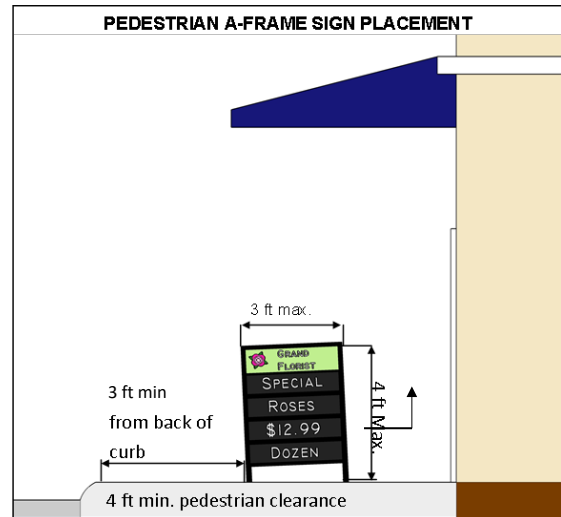 PEDESTRIAN A-FRAME SIGN PLACEMENT
3 ft max.
GRAND
FLORIST
SPECIAL
ROSES
$12.99
DOZEN
4 ft Max.
3 ft min
from back of
curb
4 ft min. pedestrian clearance